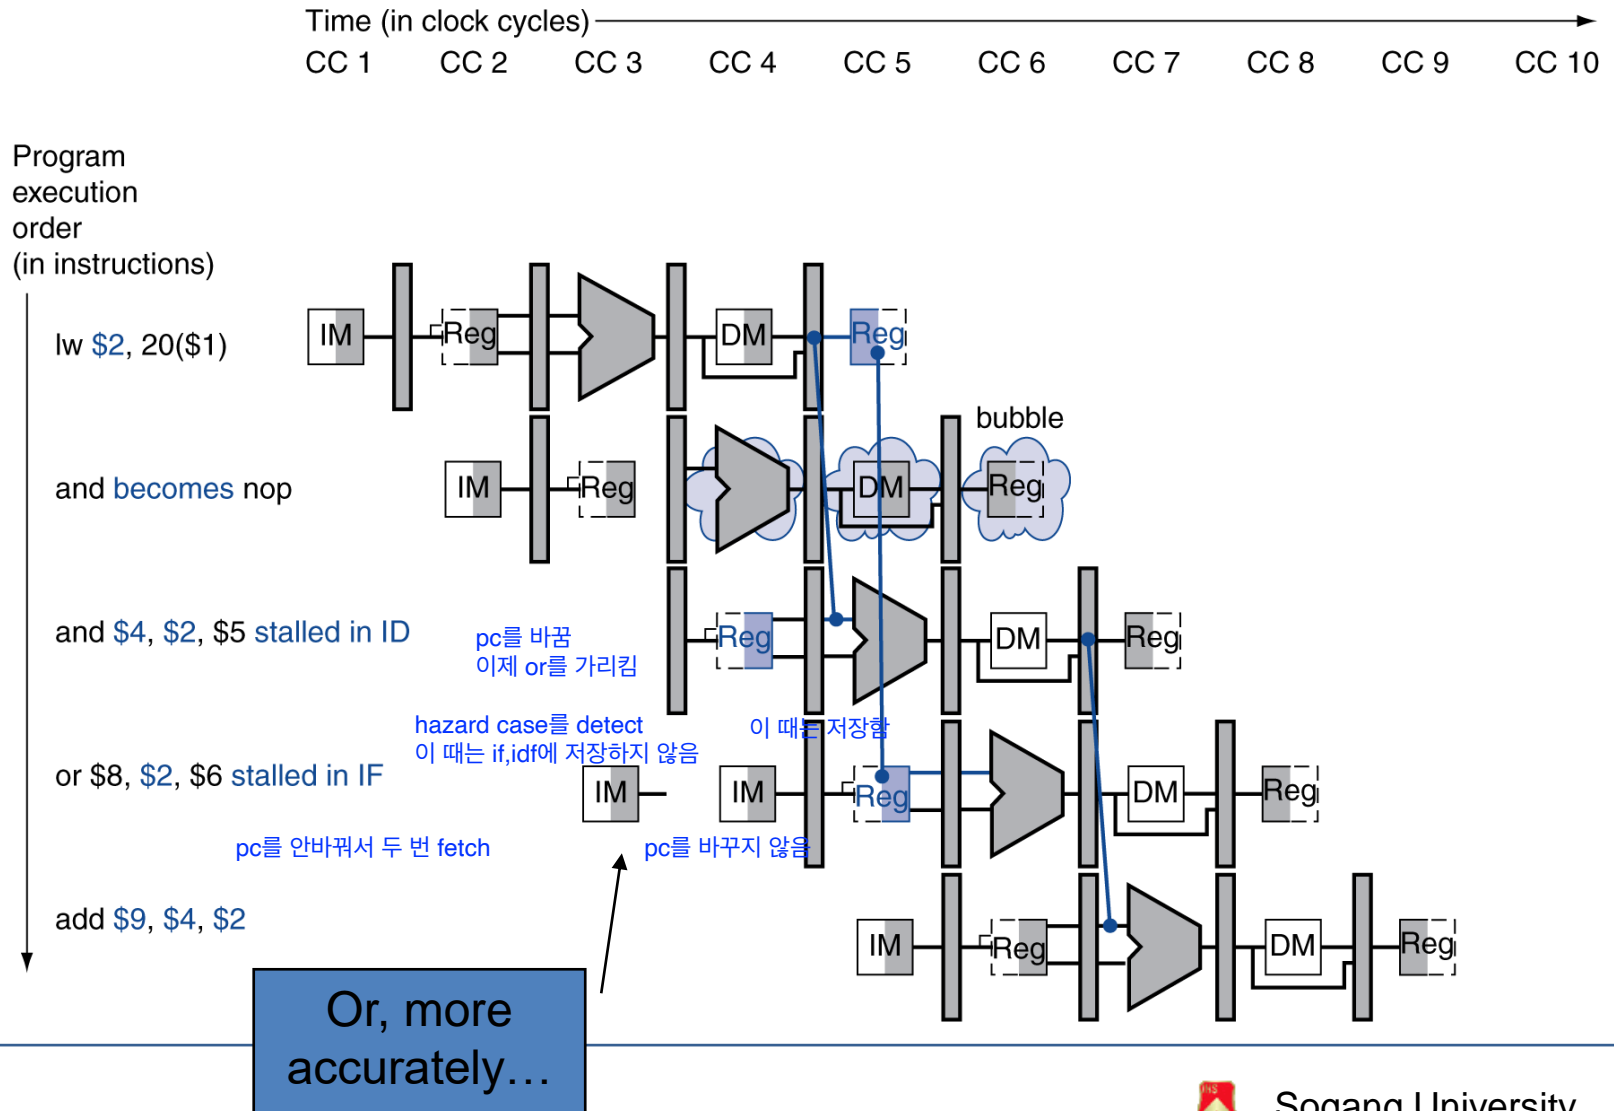 Time (in clock cycles)
CC 1 CC 2 CC 3 CC 4 CC 5 CC 6 CC 7 CC 8 CC 9 CC 10
Program
execution
order
(in instructions)
lw $2, 20($1)
IM Reg DM Reg
bubble
and becomes nop
IM Reg DM Reg
and $4, $2, $5 stalled in ID
pc를 바꿈
이제 or를 가리킴
Reg DM Reg
hazard case를 detect
이 때는 if,idf에 저장하지 않음
이 때는 저장함
or $8, $2, $6 stalled in IF
IM IM Reg DM Reg
pc를 안바꿔서 두 번 fetch
pc를 바꾸지 않음
add $9, $4, $2
IM Reg DM Reg
Or, more
accurately…
Sogang University